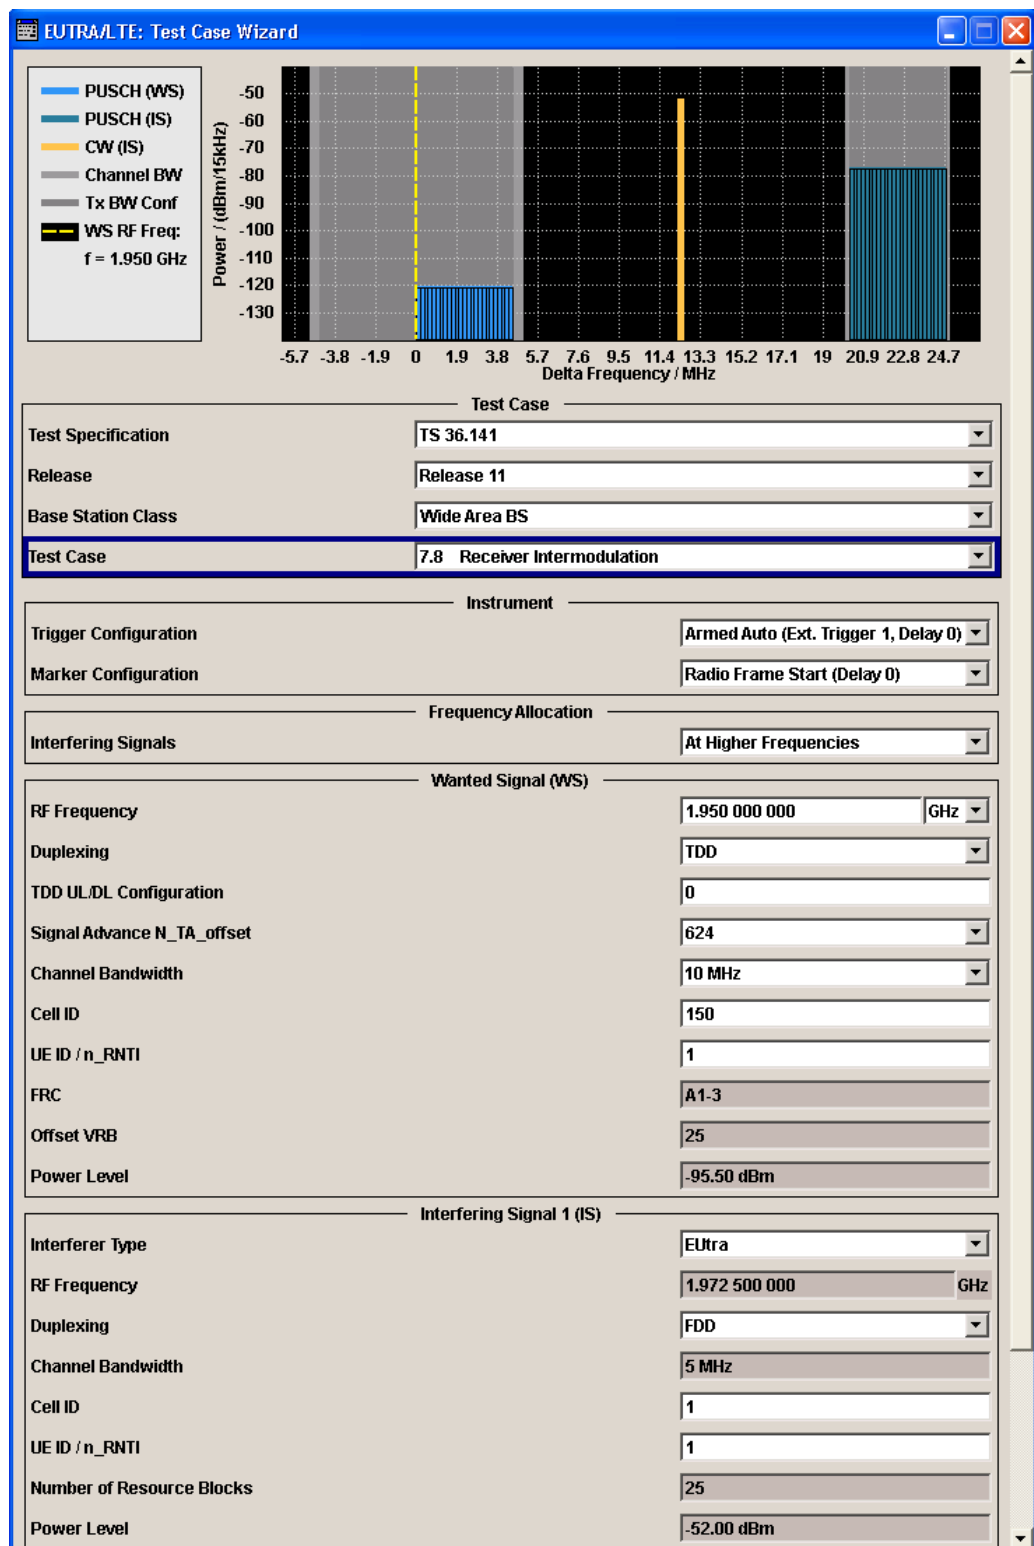 EUTRA/LTE: Test Case Wizard
PUSCH (WS)
PUSCH (IS)
CW (IS)
Channel BW
Tx BW Conf
WS RF Freq:
f = 1.950 GHz
Power / (dBm/15kHz)
-50
-60
-70
-80
-90
-100
-110
-120
-130
-5.7 -3.8 -1.9 0 1.9 3.8 5.7 7.6 9.5 11.4 13.3 15.2 17.1 19 20.9 22.8 24.7
Delta Frequency / MHz
Test Case
Test Specification TS 36.141
Release Release 11
Base Station Class Wide Area BS
Test Case 7.8 Receiver Intermodulation
Instrument
Trigger Configuration Armed Auto (Ext. Trigger 1, Delay 0)
Marker Configuration Radio Frame Start (Delay 0)
Frequency Allocation
Interfering Signals At Higher Frequencies
Wanted Signal (WS)
RF Frequency 1.950 000 000 GHz
Duplexing TDD
TDD UL/DL Configuration 0
Signal Advance N_TA_offset 624
Channel Bandwidth 10 MHz
Cell ID 150
UE ID / n_RNTI 1
FRC A1-3
Offset VRB 25
Power Level -95.50 dBm
Interfering Signal 1 (IS)
Interferer Type EUtra
RF Frequency 1.972 500 000 GHz
Duplexing FDD
Channel Bandwidth 5 MHz
Cell ID 1
UE ID / n_RNTI 1
Number of Resource Blocks 25
Power Level -52.00 dBm